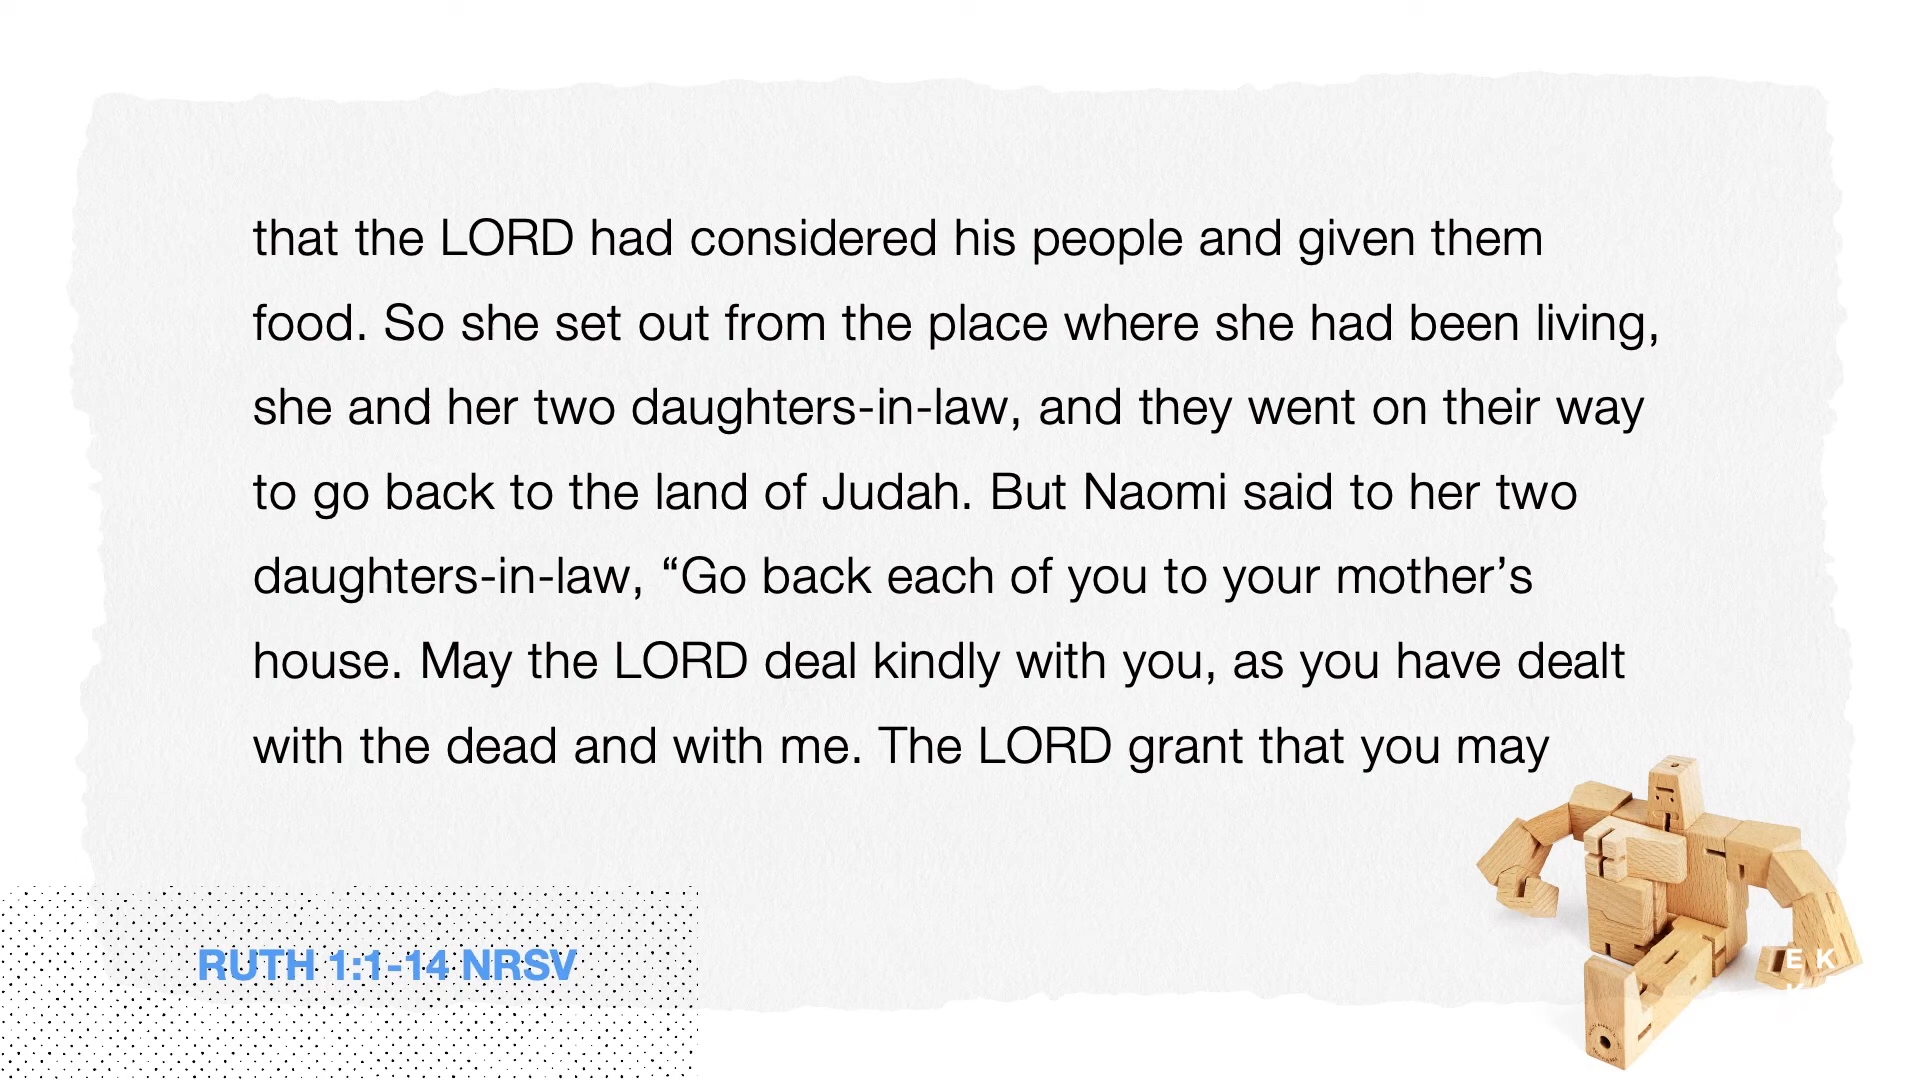 that the LORD had considered his people and given them
food. So she set out from the place where she had been living,
she and her two daughters-in-law, and they went on their way
to go back to the land of Judah. But Naomi said to her two
daughters-in-law, “Go back each of you to your mother’s
house. May the LORD deal kindly with you, as you have dealt
with the dead and with me. The LORD grant that you may
RUTH 1:1-14 NRSV
E K